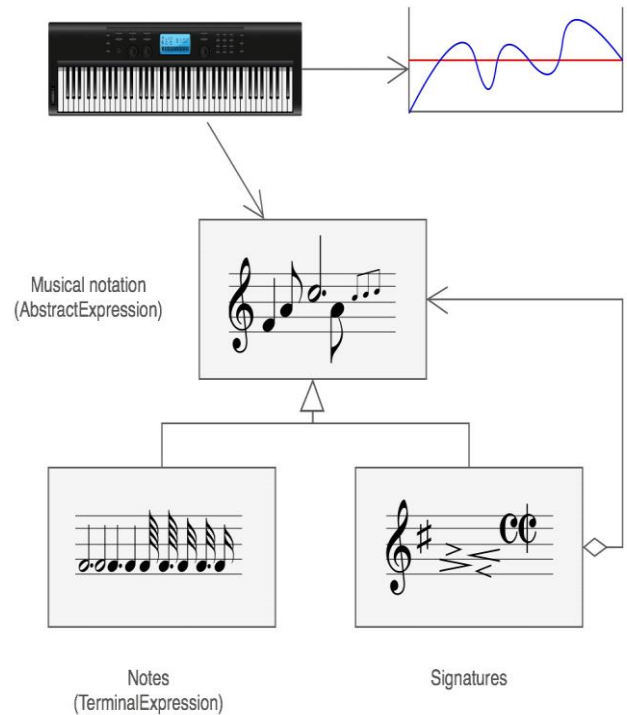 Musical notation
(AbstractExpression)
Notes
(TerminalExpression)
Signatures